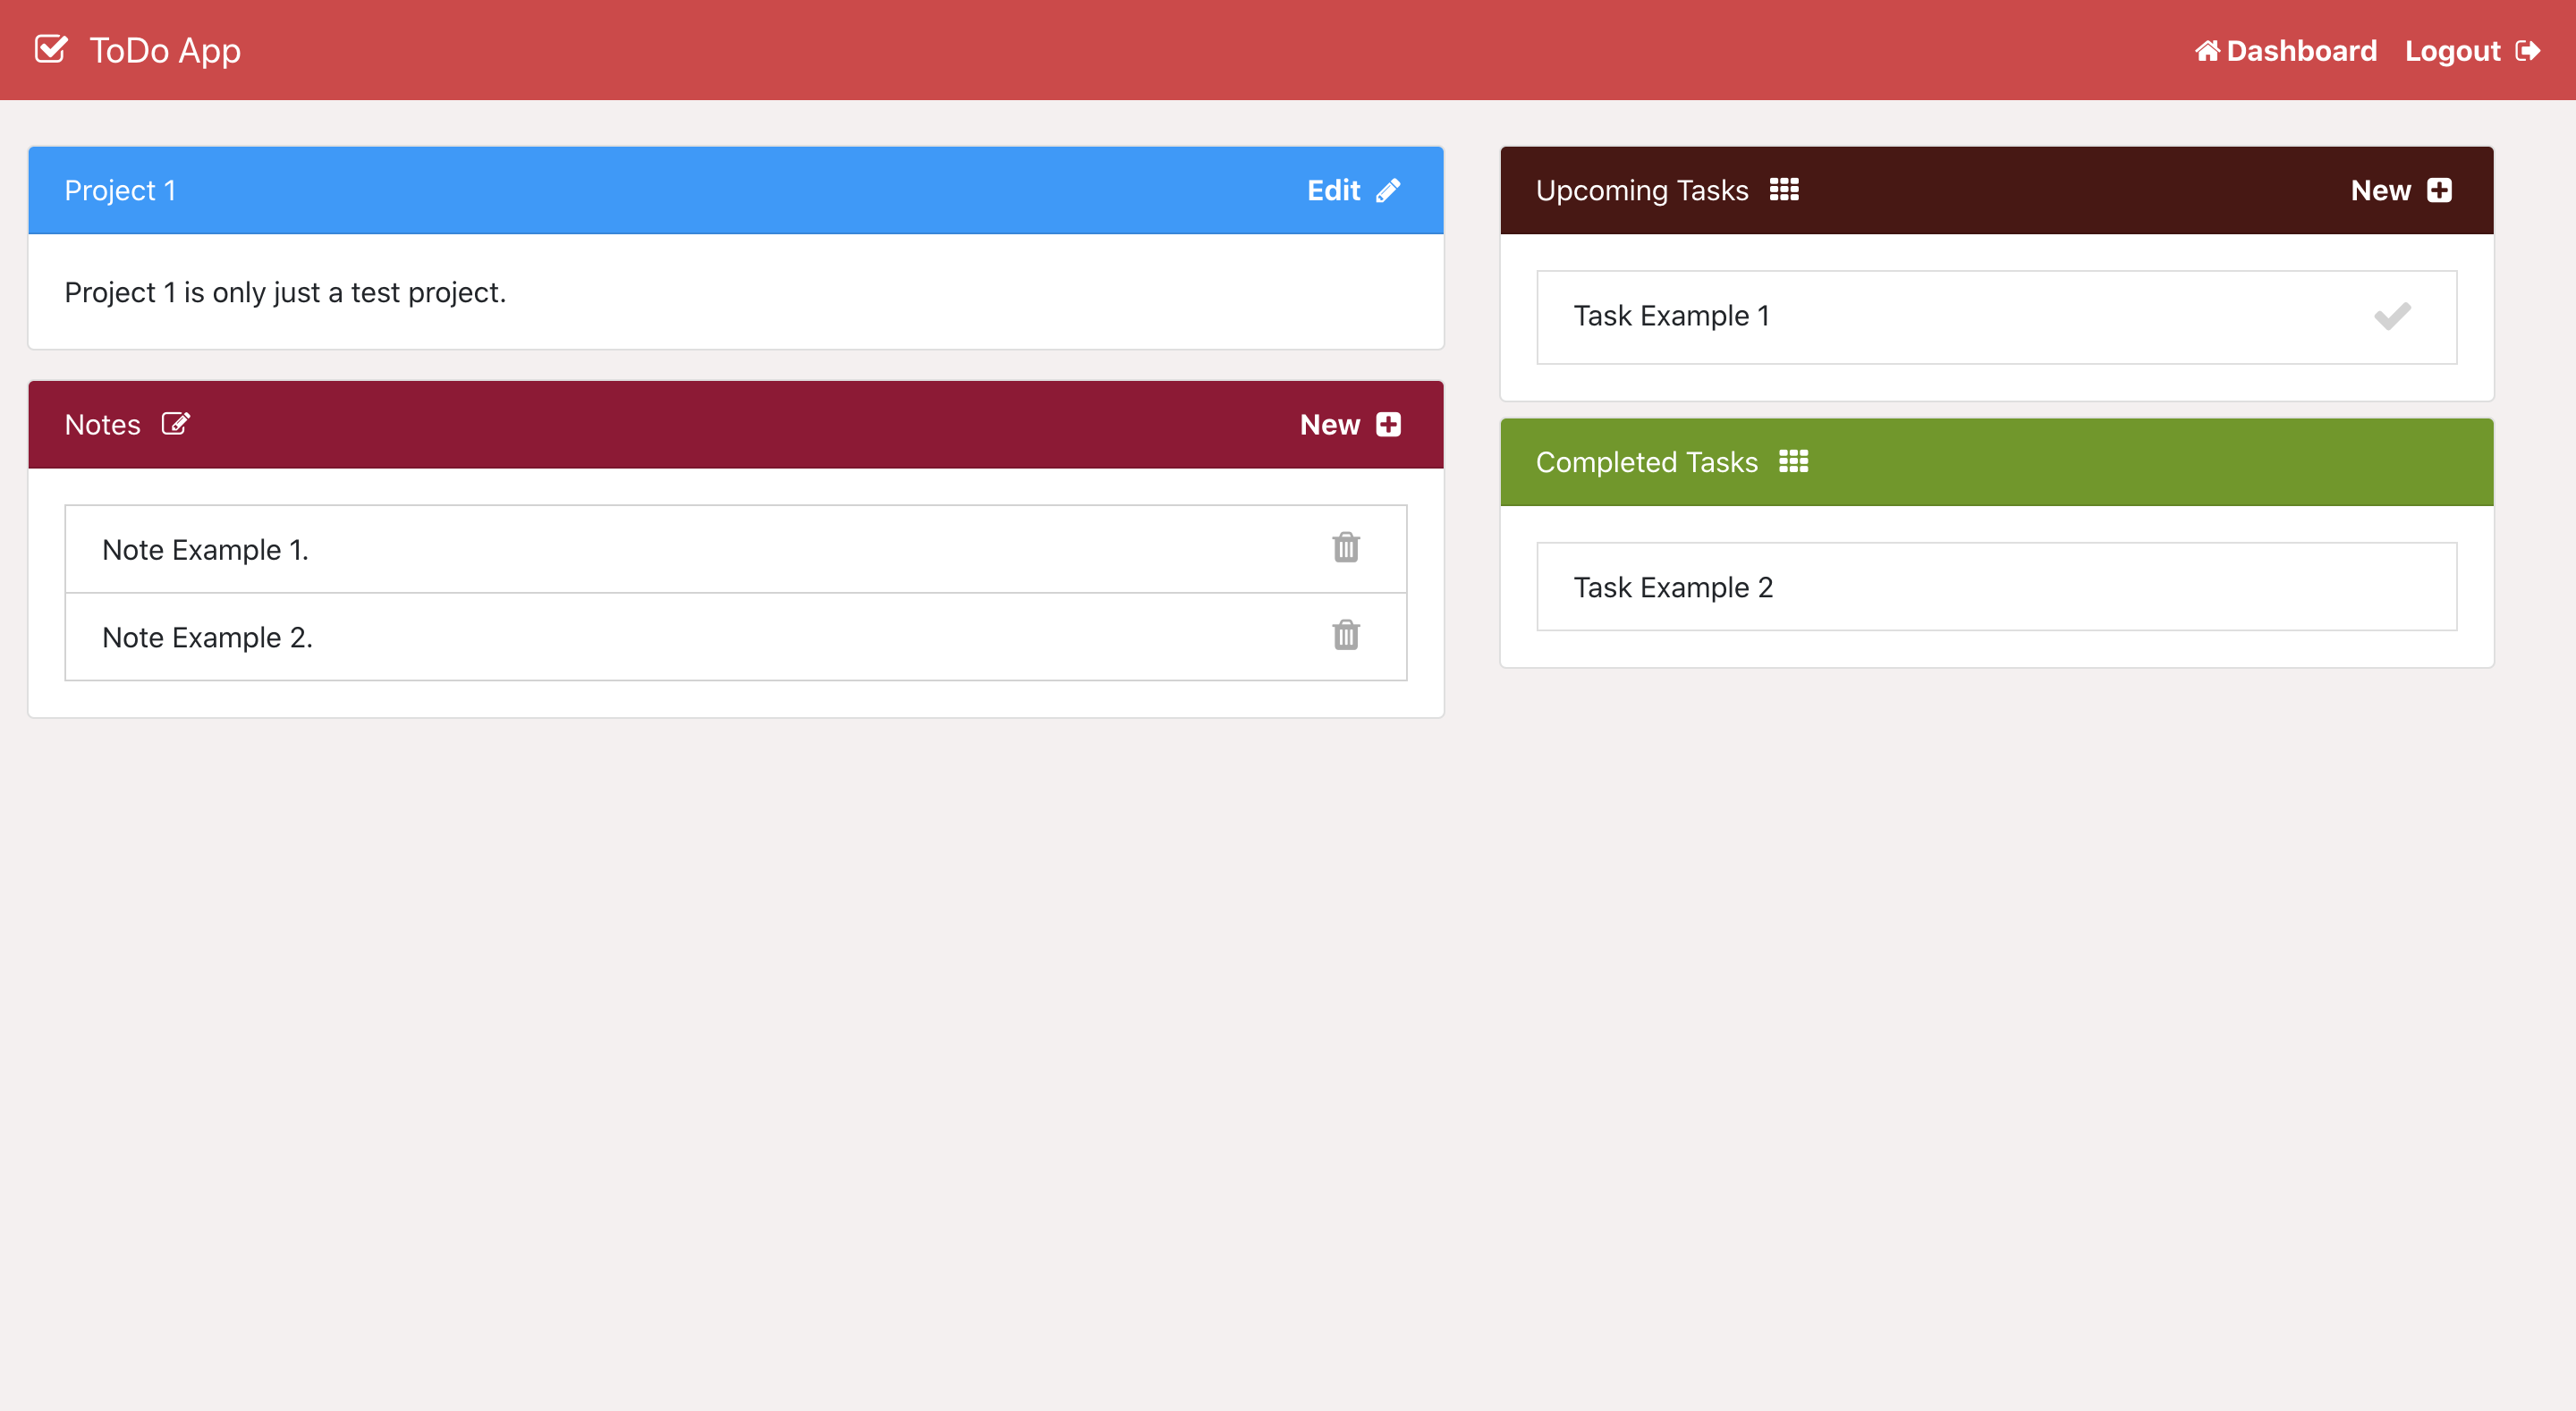 ToDo App
Dashboard Logout
Project 1 Edit
Project 1 is only just a test project.
Notes New
Note Example 1.
Note Example 2.
Upcoming Tasks New
Task Example 1
Completed Tasks
Task Example 2